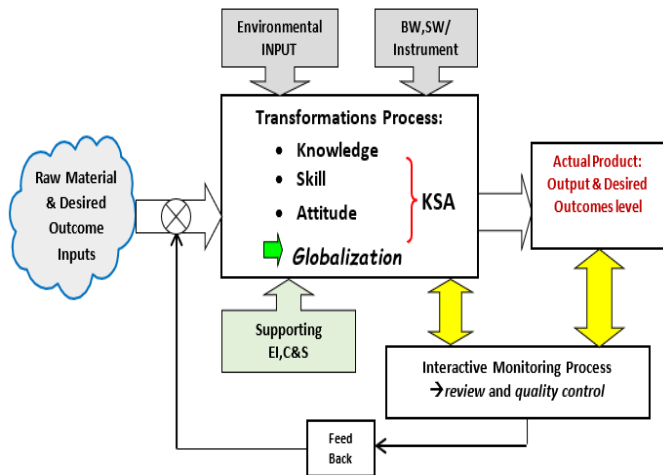 Environmental
INPUT
BW,SW/
Instrument
Transformations Process:
• Knowledge
• Skill
• Attitude
KSA
Globalization
Raw Material
& Desired
Outcome
Inputs
Actual Product:
Output & Desired
Outcomes level
Supporting
EI,C&S
Interactive Monitoring Process
→review and quality control
Feed
Back